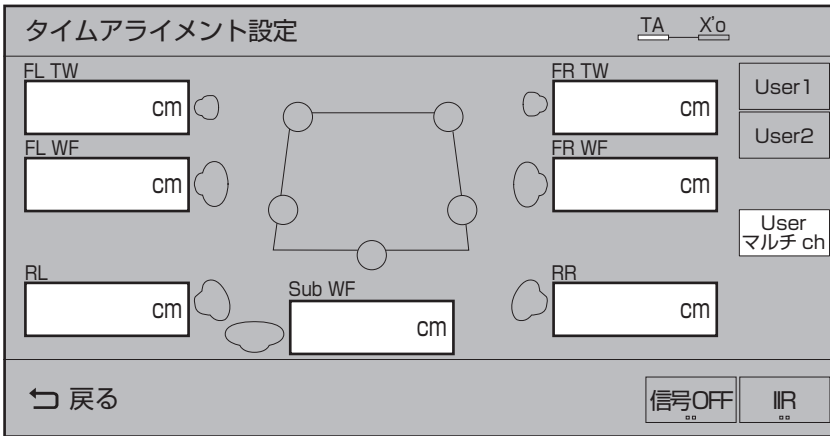 タイムアライメント設定
TA X'o
FL TW
cm
FR TW
cm
User1
FL WF
cm
FR WF
cm
User2
User
マルチ ch
RL
cm
Sub WF
cm
RR
cm
戻る
信号OFF
IIR